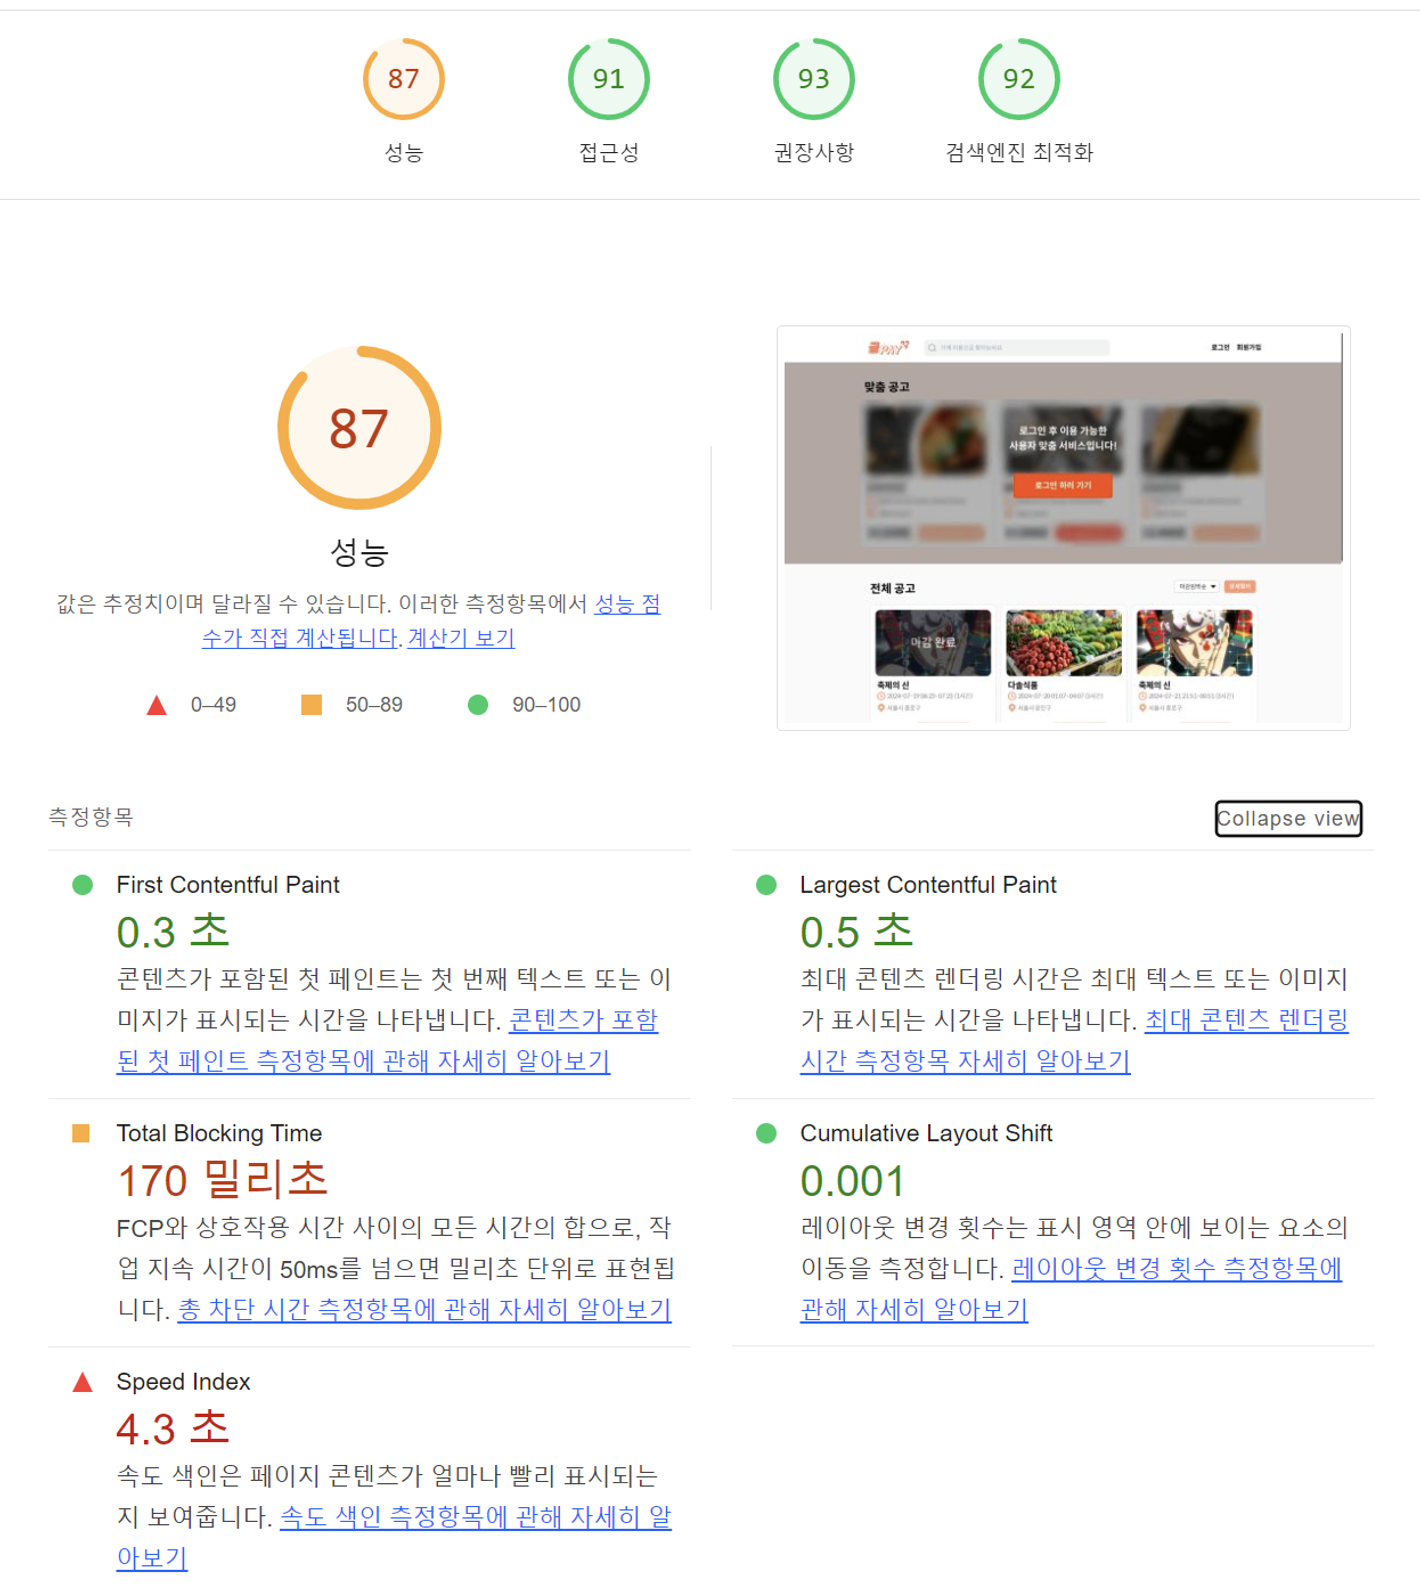 87
91
93
92
성능
접근성
권장사항
검색엔진 최적화
87
성능
값은 추정치이며 달라질 수 있습니다. 이러한 측정항목에서 성능 점
수가 직접 계산됩니다. 계산기 보기
0–49
50–89
90–100
PAY
로그인 회원가입
맞춤 공고
로그인 후 이용 가능한
사용자 맞춤 서비스입니다!
로그인 하러 가기
전체 공고
마감임박순
마감 완료
축제의 신
서울시 종로구
다솔식품
축제의 신
서울시 종로구
측정항목
Collapse view
First Contentful Paint
0.3 초
콘텐츠가 포함된 첫 페인트는 첫 번째 텍스트 또는 이
미지가 표시되는 시간을 나타냅니다. 콘텐츠가 포함
된 첫 페인트 측정항목에 관해 자세히 알아보기
Largest Contentful Paint
0.5 초
최대 콘텐츠 렌더링 시간은 최대 텍스트 또는 이미지
가 표시되는 시간을 나타냅니다. 최대 콘텐츠 렌더링
시간 측정항목 자세히 알아보기
Total Blocking Time
170 밀리초
FCP와 상호작용 시간 사이의 모든 시간의 합으로, 작
업 지속 시간이 50ms를 넘으면 밀리초 단위로 표현됩
니다. 총 차단 시간 측정항목에 관해 자세히 알아보기
Cumulative Layout Shift
0.001
레이아웃 변경 횟수는 표시 영역 안에 보이는 요소의
이동을 측정합니다. 레이아웃 변경 횟수 측정항목에
관해 자세히 알아보기
Speed Index
4.3 초
속도 색인은 페이지 콘텐츠가 얼마나 빨리 표시되는
지 보여줍니다. 속도 색인 측정항목에 관해 자세히 알
아보기